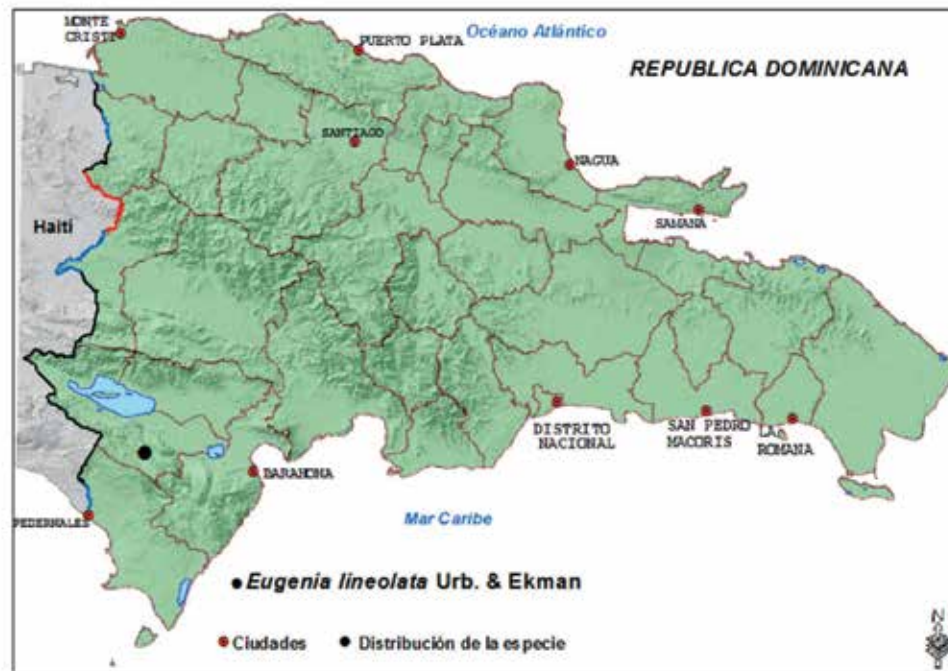 MONTE
CRISTI
PUERTO PLATA
Océano Atlántico
REPUBLICA DOMINICANA
SANTIAGO
NAGUA
SAMANA
Haití
DISTRITO
NACIONAL
SAN PEDRO
MACORIS
LA
ROMANA
BARAHONA
PEDERNALES
Mar Caribe
Eugenia lineolata Urb. & Ekman
Ciudades
Distribución de la especie
N